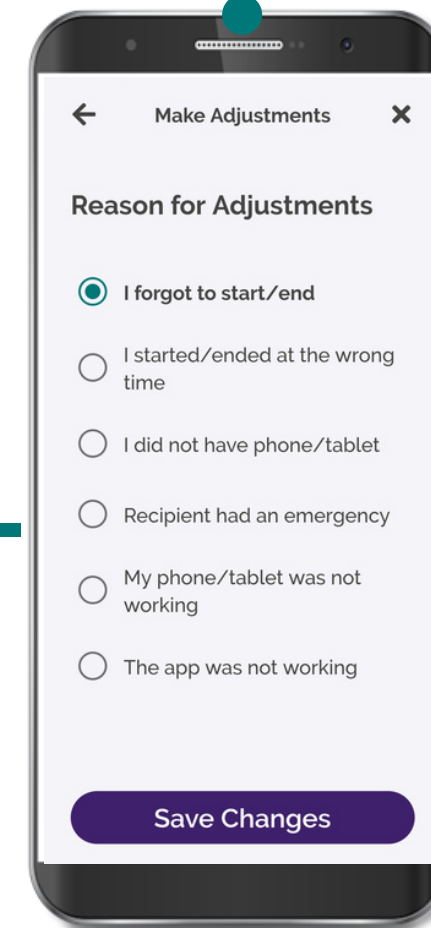 Make Adjustments
Reason for Adjustments
I forgot to start/end
I started/ended at the wrong
time
I did not have phone/tablet
Recipient had an emergency
My phone/tablet was not
working
The app was not working
Save Changes